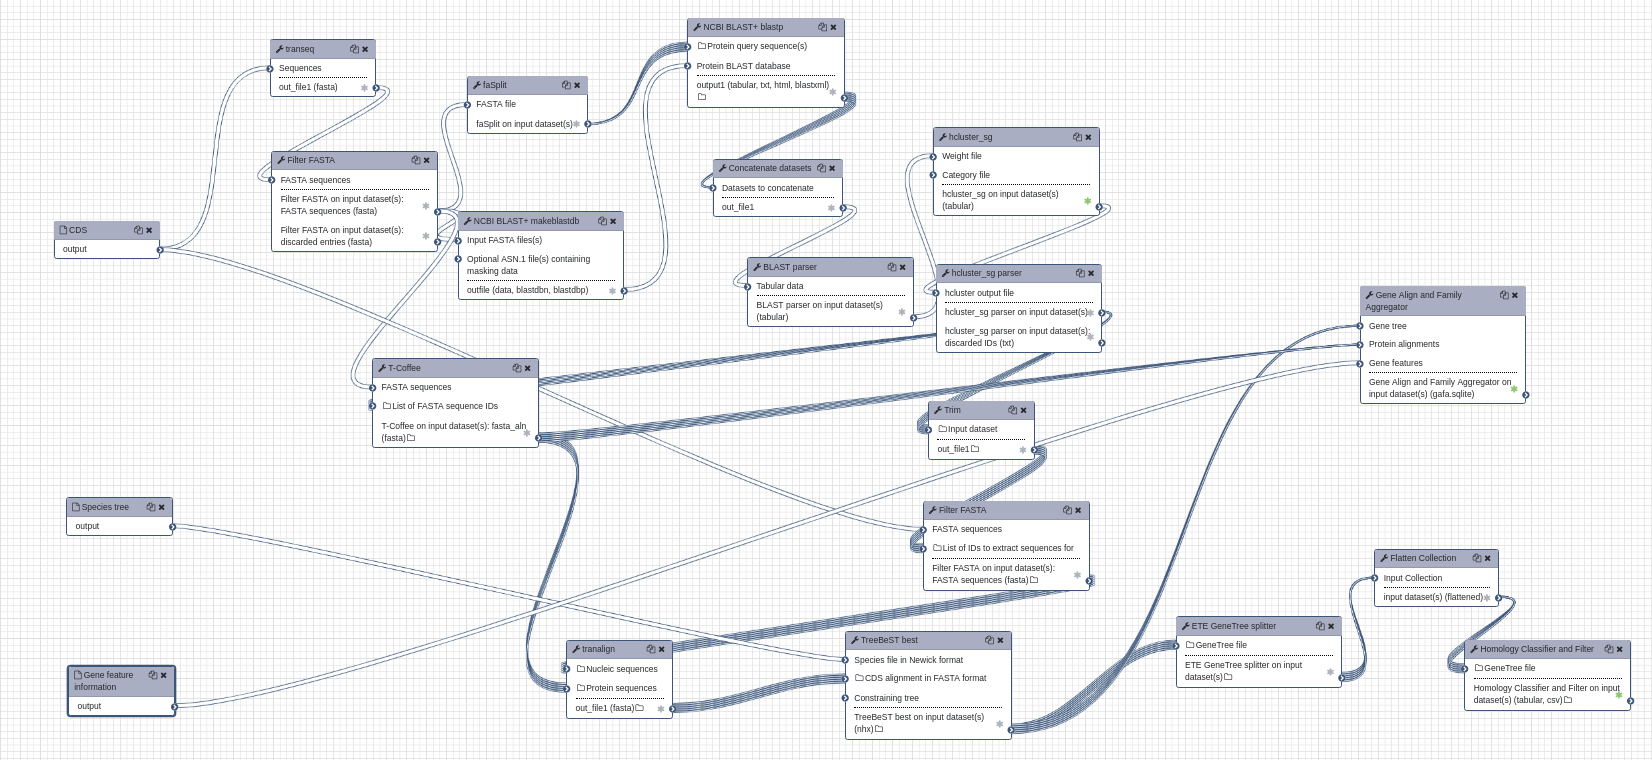 NCBI BLAST+ blastp
Protein query sequence(s)
Protein BLAST database
output1 (tabular, txt, html, blastxml)
transeq
Sequences
out_file1 (fasta)
faSplit
FASTA file
faSplit on input dataset(s)
Filter FASTA
FASTA sequences
Filter FASTA on input dataset(s):
FASTA sequences (fasta)
Filter FASTA on input dataset(s):
discarded entries (fasta)
Concatenate datasets
Datasets to concatenate
out_file1
hcluster_sg
Weight file
Category file
hcluster_sg on input dataset(s)
(tabular)
CDS
output
NCBI BLAST+ makeblastdb
Input FASTA files(s)
Optional ASN.1 file(s) containing
masking data
outfile (data, blastdbn, blastdbp)
BLAST parser
Tabular data
BLAST parser on input dataset(s)
(tabular)
hcluster_sg parser
hcluster output file
hcluster_sg parser on input dataset(s)
hcluster_sg parser on input dataset(s):
discarded IDs (txt)
Gene Align and Family
Aggregator
Gene tree
Protein alignments
Gene features
Gene Align and Family Aggregator on
input dataset(s) (gafa.sqlite)
T-Coffee
FASTA sequences
List of FASTA sequence IDs
T-Coffee on input dataset(s): fasta_aln
(fasta)
Trim
Input dataset
out_file1
Species tree
output
Filter FASTA
FASTA sequences
List of IDs to extract sequences for
Filter FASTA on input dataset(s):
FASTA sequences (fasta)
Flatten Collection
Input Collection
input dataset(s) (flattened)
Gene feature
information
output
tranalign
Nucleic sequences
Protein sequences
out_file1 (fasta)
TreeBeST best
Species file in Newick format
CDS alignment in FASTA format
Constraining tree
TreeBeST best on input dataset(s)
(nhx)
ETE GeneTree splitter
GeneTree file
ETE GeneTree splitter on input
dataset(s)
Homology Classifier and Filter
GeneTree file
Homology Classifier and Filter on input
dataset(s) (tabular, csv)